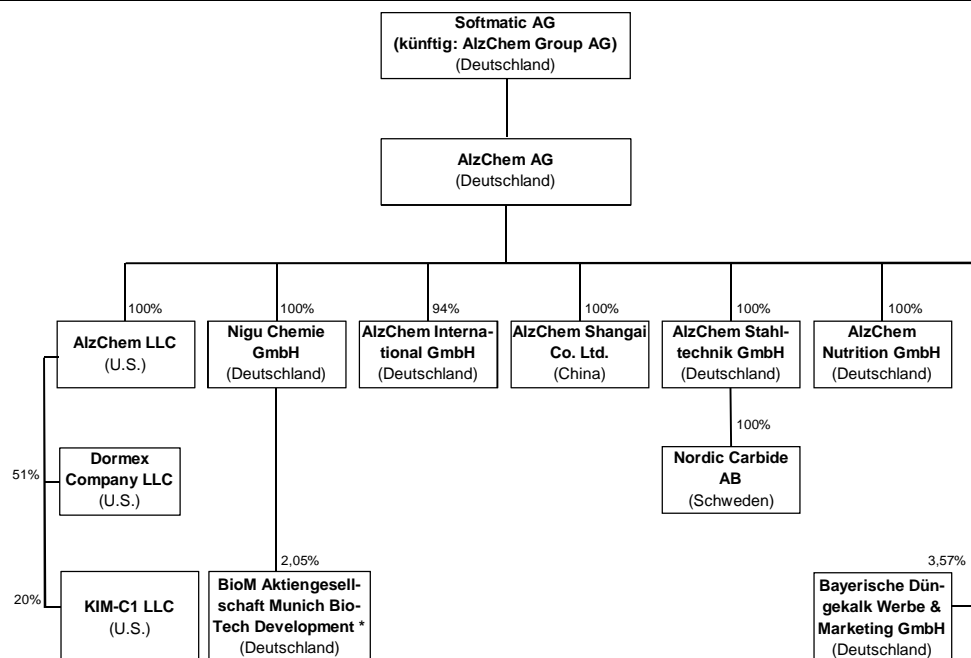 Softmatic AG
(künftig: AlzChem Group AG)
(Deutschland)
AlzChem AG
(Deutschland)
100%
100%
94%
100%
100%
100%
AlzChem LLC
(U.S.)
Nigu Chemie
GmbH
(Deutschland)
AlzChem Interna-
tional GmbH
(Deutschland)
AlzChem Shangai
Co. Ltd.
(China)
AlzChem Stahl-
technik GmbH
(Deutschland)
AlzChem
Nutrition GmbH
(Deutschland)
100%
51%
Dormex
Company LLC
(U.S.)
Nordic Carbide
AB
(Schweden)
2,05%
3,57%
20%
KIM-C1 LLC
(U.S.)
BioM Aktiengesell-
schaft Munich Bio-
Tech Development *
(Deutschland)
Bayerische Dün-
gekalk Werbe &
Marketing GmbH
(Deutschland)